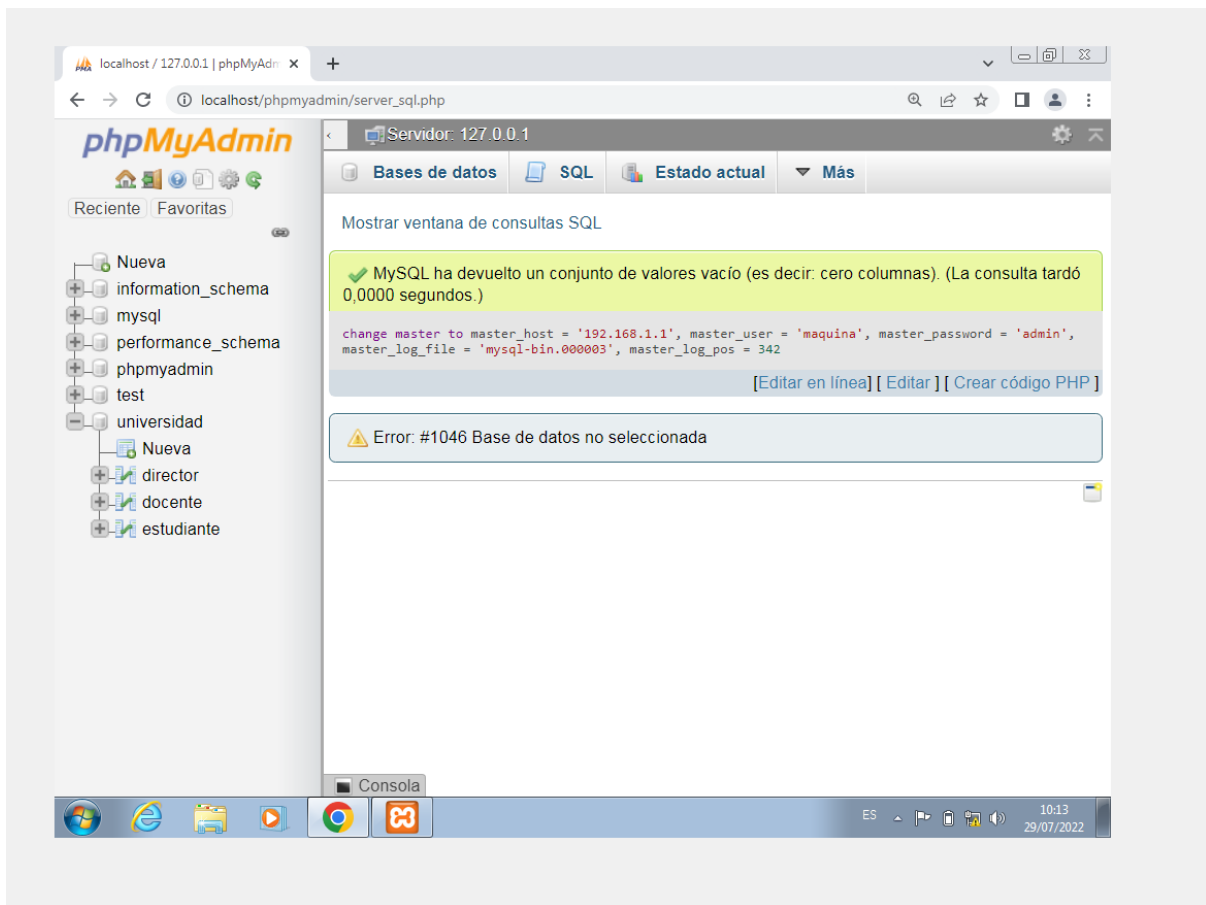 localhost / 127.0.0.1 | phpMyAdn
localhost/phpmyadmin/server_sql.php
phpMyAdmin
Reciente Favoritas
Nueva
information_schema
mysql
performance_schema
phpmyadmin
test
universidad
Nueva
director
docente
estudiante
Servidor: 127.0.0.1
Bases de datos SQL Estado actual Más
Mostrar ventana de consultas SQL
MySQL ha devuelto un conjunto de valores vacío (es decir: cero columnas). (La consulta tardó
0,0000 segundos.)
change master to master_host = '192.168.1.1', master_user = 'maquina', master_password = 'admin',
master_log_file = 'mysql-bin.000003', master_log_pos = 342
[Editar en línea] [ Editar ] [ Crear código PHP ]
Error: #1046 Base de datos no seleccionada
Consola
ES
10:13
29/07/2022